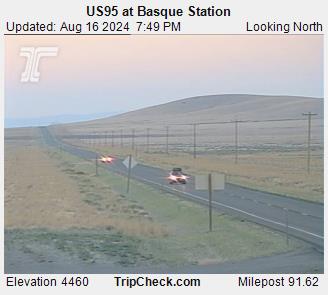 US95 at Basque Station
Updated: Aug 16 2024 7:49 PM Looking North
Elevation 4460 TripCheck.com Milepost 91.62